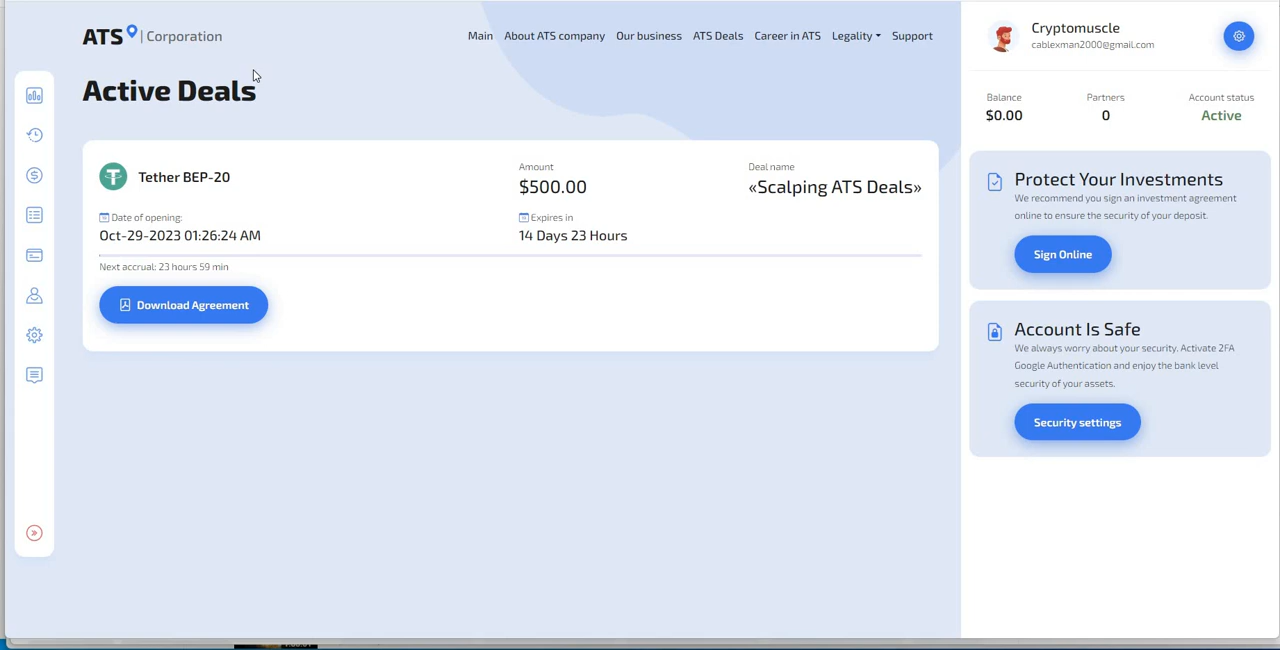 ATS | Corporation
Main About ATS company Our business ATS Deals Career in ATS Legality Support
Active Deals
Tether BEP-20
Amount
$500.00
Deal name
«Scalping ATS Deals»
Date of opening:
Oct-29-2023 01:26:24 AM
Expires in
14 Days 23 Hours
Next accrual: 23 hours 59 min
Download Agreement
Cryptomuscle
cablexman2000@gmail.com
Balance
$0.00
Partners
0
Account status
Active
Protect Your Investments
We recommend you sign an investment agreement
online to ensure the security of your deposit.
Sign Online
Account Is Safe
We always worry about your security. Activate 2FA
Google Authentication and enjoy the bank level
security of your assets.
Security settings